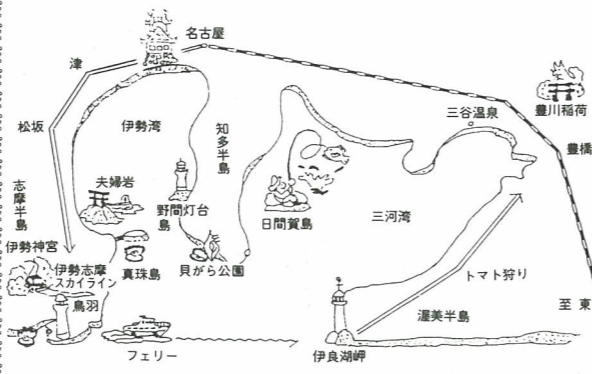 名古屋
津
松坂
伊勢湾
知多半島
三谷温泉
豊川稲荷
豊橋
志摩半島
夫婦岩
野間灯台
島
日間賀島
三河湾
伊勢神宮
伊勢志摩
スカイライン
真珠島
貝がら公園
トマト狩り
鳥羽
渥美半島
至東
フェリー
伊良湖岬